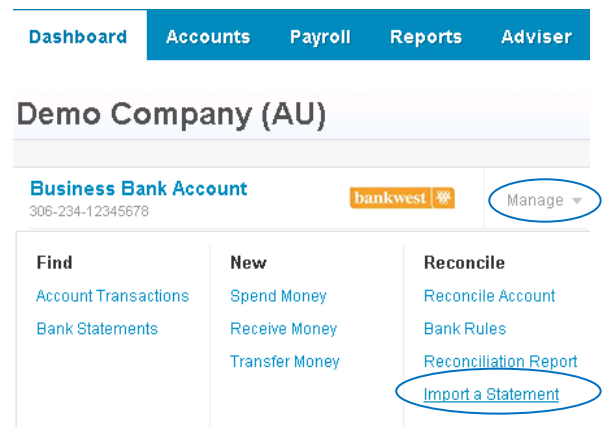 Dashboard Accounts Payroll Reports Adviser
Demo Company (AU)
Business Bank Account
306-234-12345678
bankwest
Manage
Find
Account Transactions
Bank Statements
New
Spend Money
Receive Money
Transfer Money
Reconcile
Reconcile Account
Bank Rules
Reconciliation Report
Import a Statement